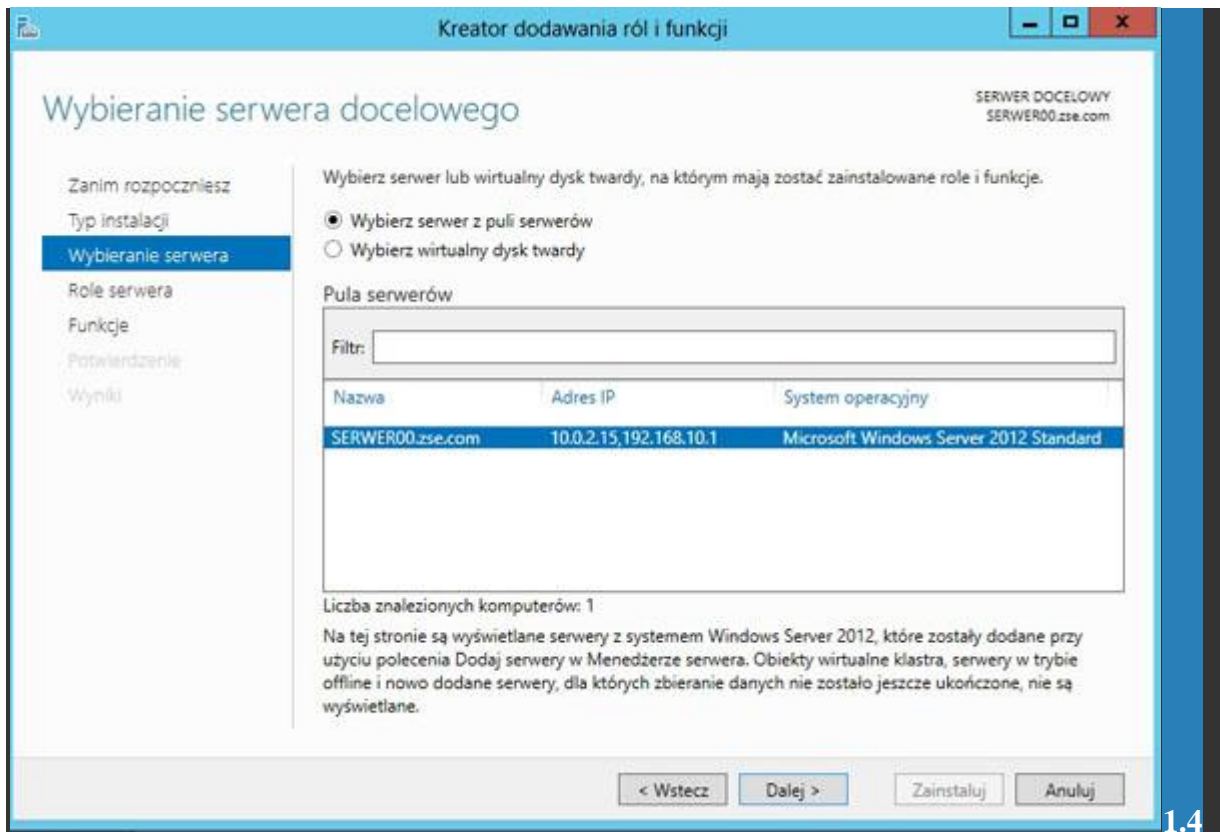 Kreator dodawania ról i funkcji
Wybieranie serwera docelowego
SERWER DOCELOWY
SERWER00.zse.com
Zanim rozpoczniesz
Typ instalacji
Wybieranie serwera
Role serwera
Funkcje
Potwierdzenie
Wyniki
Wybierz serwer lub wirtualny dysk twardy, na którym mają zostać zainstalowane role i funkcje.
Wybierz serwer z puli serwerów
Wybierz wirtualny dysk twardy
Pula serwerów
Filtr:
Nazwa Adres IP System operacyjny
SERWER00.zse.com 10.0.2.15,192.168.10.1 Microsoft Windows Server 2012 Standard
Liczba znalezionych komputerów: 1
Na tej stronie są wyświetlane serwery z systemem Windows Server 2012, które zostały dodane przy
użyciu polecenia Dodaj serwery w Menedżerze serwera. Obiekty wirtualne klastra, serwery w trybie
offline i nowo dodane serwery, dla których zbieranie danych nie zostało jeszcze ukończone, nie są
wyświetlane.
< Wstecz Dalej > Zainstaluj Anuluj
1.4